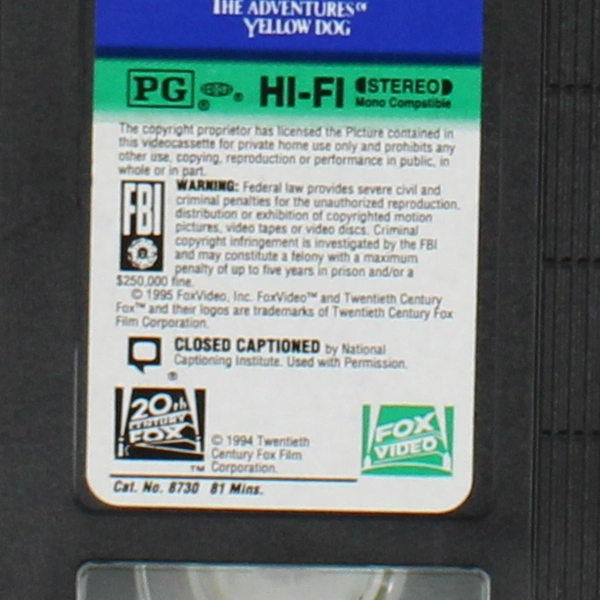 THE ADVENTURES OF
YELLOW DOG
PG ® ® HI-FI STEREO
Mono Compatible
The copyright proprietor has licensed the Picture contained in
this videocassette for private home use only and prohibits any
other use, copying, reproduction or performance in public, in
whole or in part.
FBI
WARNING: Federal law provides severe civil and
criminal penalties for the unauthorized reproduction,
distribution or exhibition of copyrighted motion
pictures, video tapes or video discs. Criminal
copyright infringement is investigated by the FBI
and may constitute a felony with a maximum
penalty of up to five years in prison and/or a
$250,000 fine.
© 1995 FoxVideo, Inc. FoxVideo™ and Twentieth Century
Fox™ and their logos are trademarks of Twentieth Century Fox
Film Corporation.
CLOSED CAPTIONED by National
Captioning Institute. Used with Permission.
®
20th
CENTURY
FOX
TM
© 1994 Twentieth
Century Fox Film
Corporation.
FOX
VIDEO
Cat. No. 8730 81 Mins.